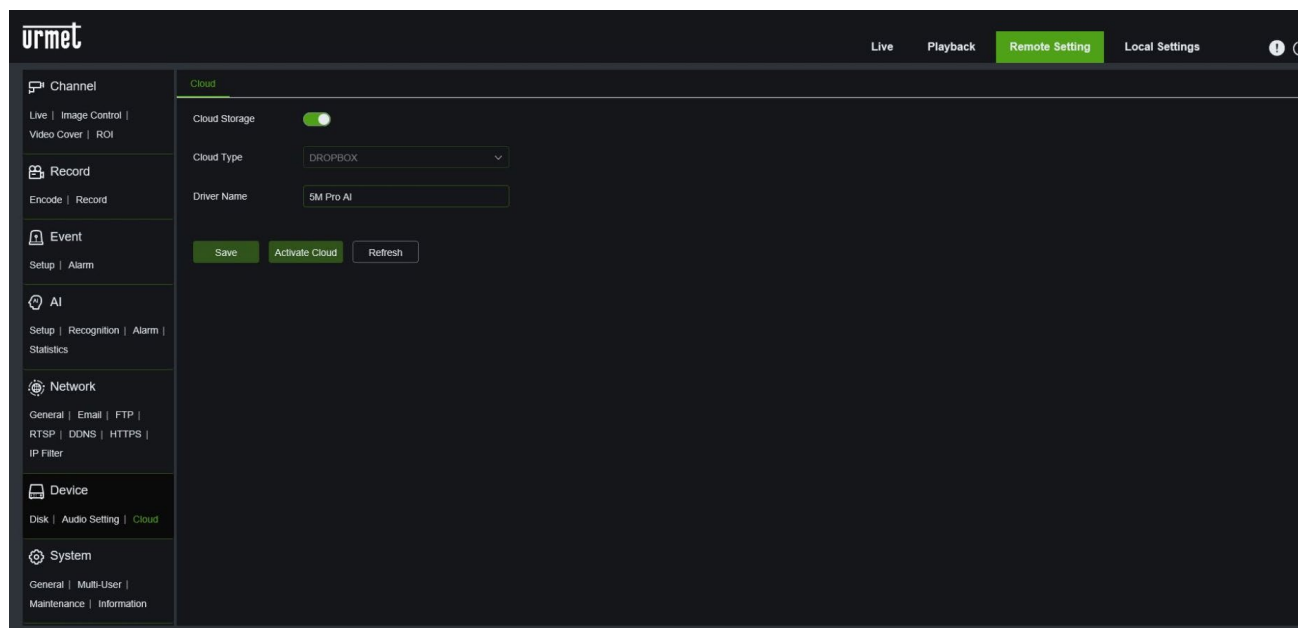 urmet
Live Playback Remote Setting Local Settings
Channel
Live | Image Control |
Video Cover | ROI
Record
Encode | Record
Event
Setup | Alarm
AI
Setup | Recognition | Alarm |
Statistics
Network
General | Email | FTP |
RTSP | DDNS | HTTPS |
IP Filter
Device
Disk | Audio Setting | Cloud
System
General | Multi-User |
Maintenance | Information
Cloud
Cloud Storage
Cloud Type DROPBOX
Driver Name 5M Pro AI
Save Activate Cloud Refresh